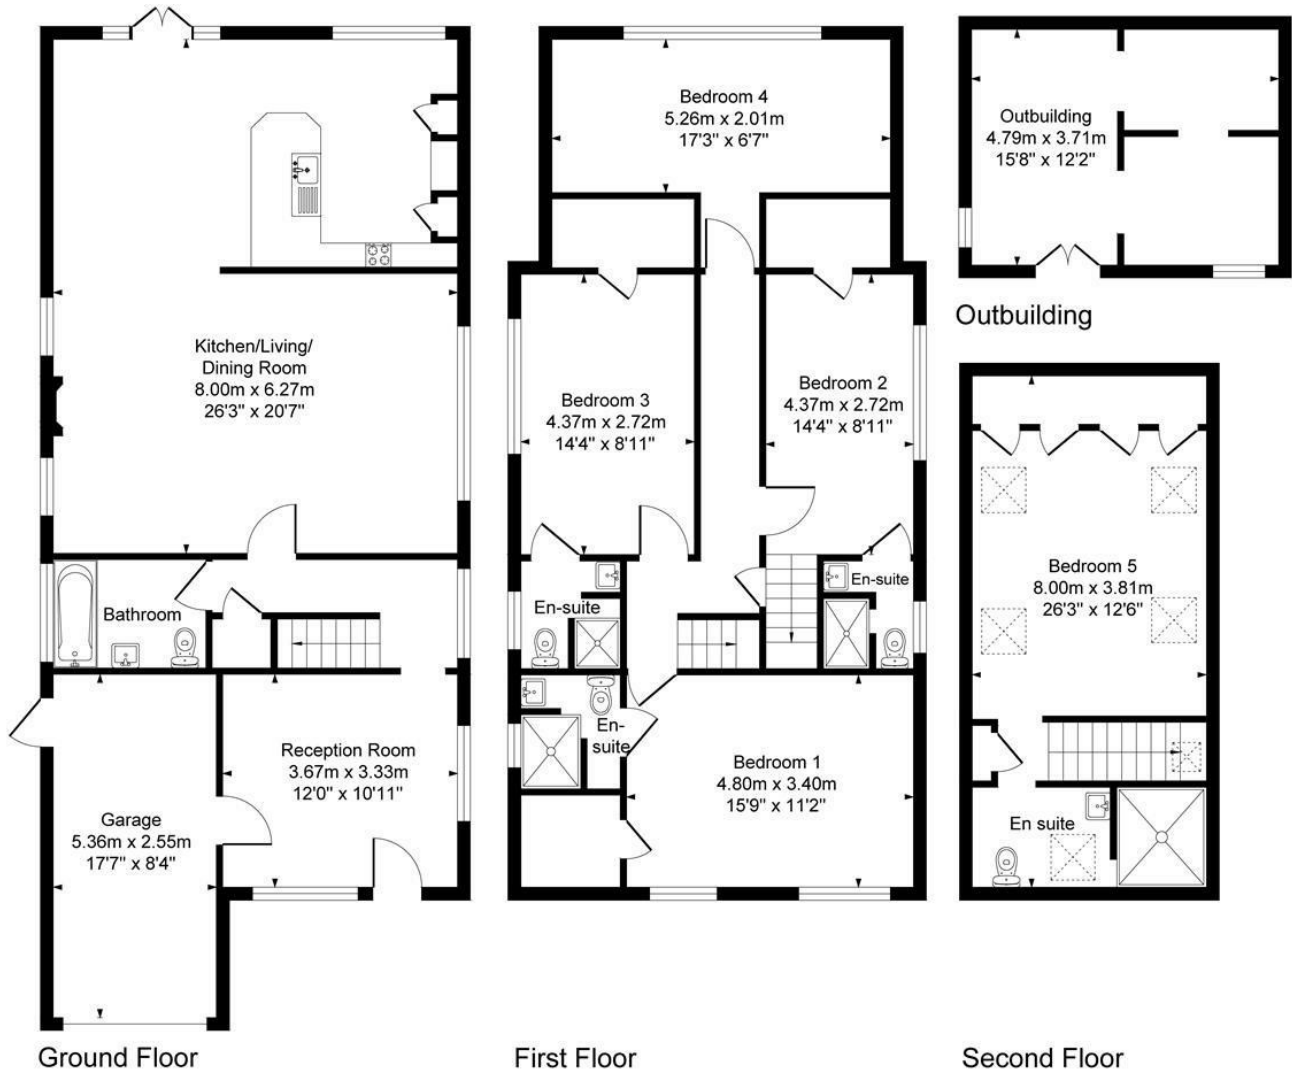 Kitchen/Living/
Dining Room
8.00m x 6.27m
26'3" x 20'7"
Bathroom
Reception Room
3.67m x 3.33m
12'0" x 10'11"
Garage
5.36m x 2.55m
17'7" x 8'4"
Ground Floor
Bedroom 4
5.26m x 2.01m
17'3" x 6'7"
Bedroom 3
4.37m x 2.72m
14'4" x 8'11"
Bedroom 2
4.37m x 2.72m
14'4" x 8'11"
En-suite
En-suite
En-
suite
Bedroom 1
4.80m x 3.40m
15'9" x 11'2"
First Floor
Outbuilding
4.79m x 3.71m
15'8" x 12'2"
Outbuilding
Bedroom 5
8.00m x 3.81m
26'3" x 12'6"
En suite
Second Floor